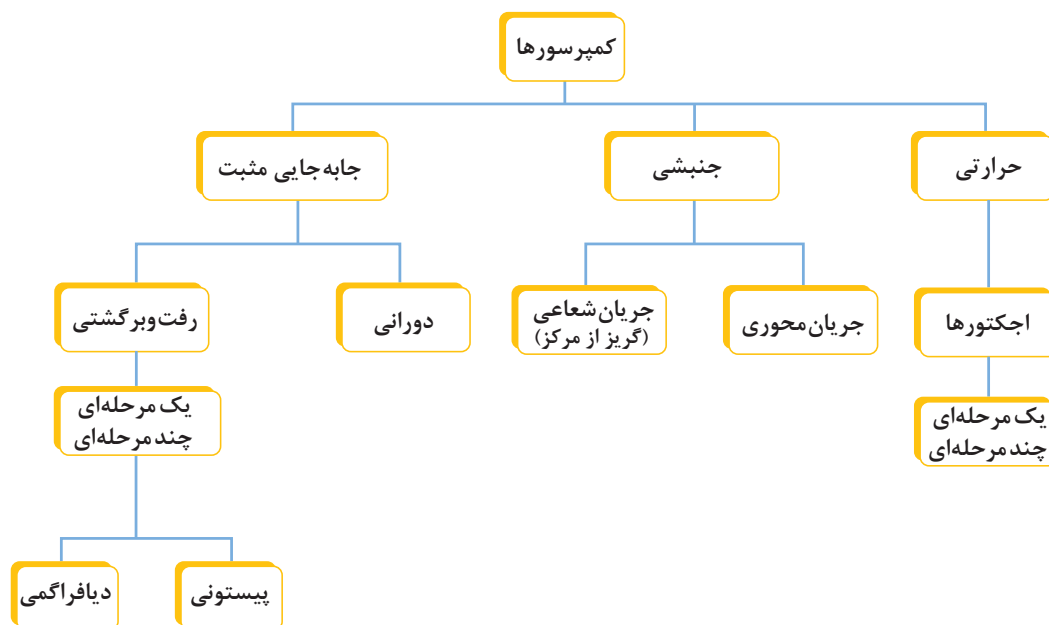 کمپرسورها
حرارتی
جنبشی
جابه‌جایی مثبت
اجکتورها
جریان محوری
جریان شعاعی
(گریز از مرکز)
دورانی
رفت‌وبرگشتی
یک مرحله‌ای
چند مرحله‌ای
یک مرحله‌ای
چند مرحله‌ای
پیستونی
دیافراگمی